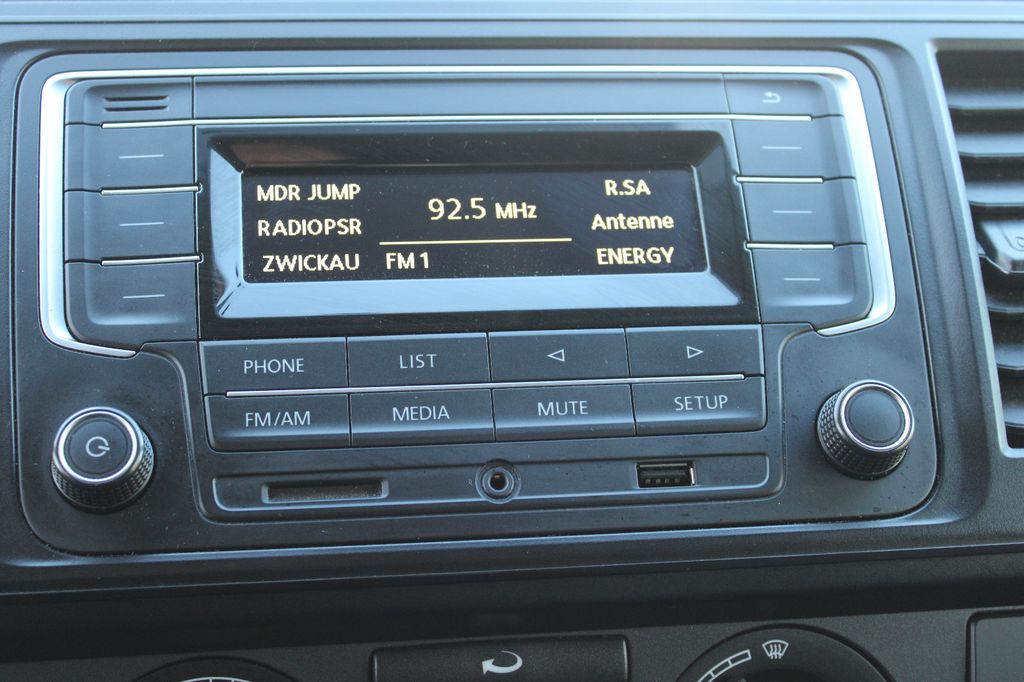 MDR JUMP
RADIOPSR
ZWICKAU
92.5 MHz
FM 1
R.SA
Antenne
ENERGY
PHONE
LIST
FM/AM
MEDIA
MUTE
SETUP